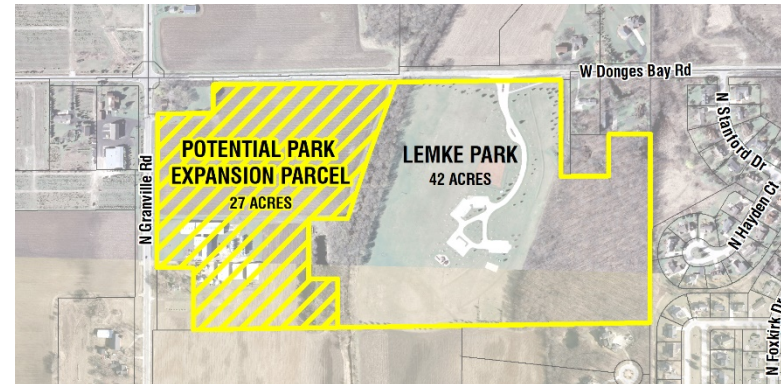 W Donges Bay Rd
N Stanford Dr
POTENTIAL PARK
EXPANSION PARCEL
27 ACRES
LEMKE PARK
42 ACRES
N Granville Rd
N Hayden Ct
N Foxkirk Dr